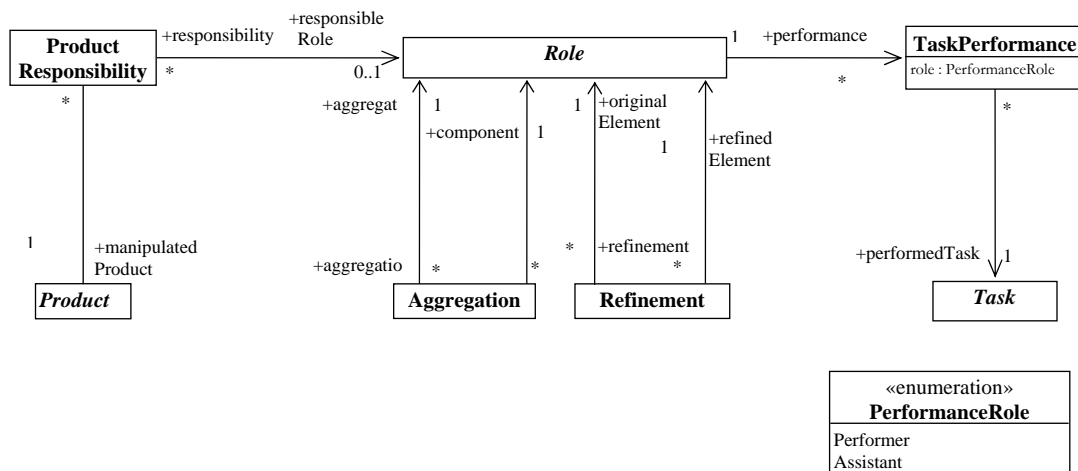 +responsible
Role
+responsibility
Product
Responsibility
*
0..1
Role
1
+performance
*
TaskPerformance
role : PerformanceRole
*
*
+aggregat
1
+component
1
1
+original
Element
1
+refined
Element
1
+manipulated
Product
+aggregatio
*
*
*
+refinement
*
+performedTask
1
Product
Aggregation
Refinement
Task
«enumeration»
PerformanceRole
Performer
Assistant